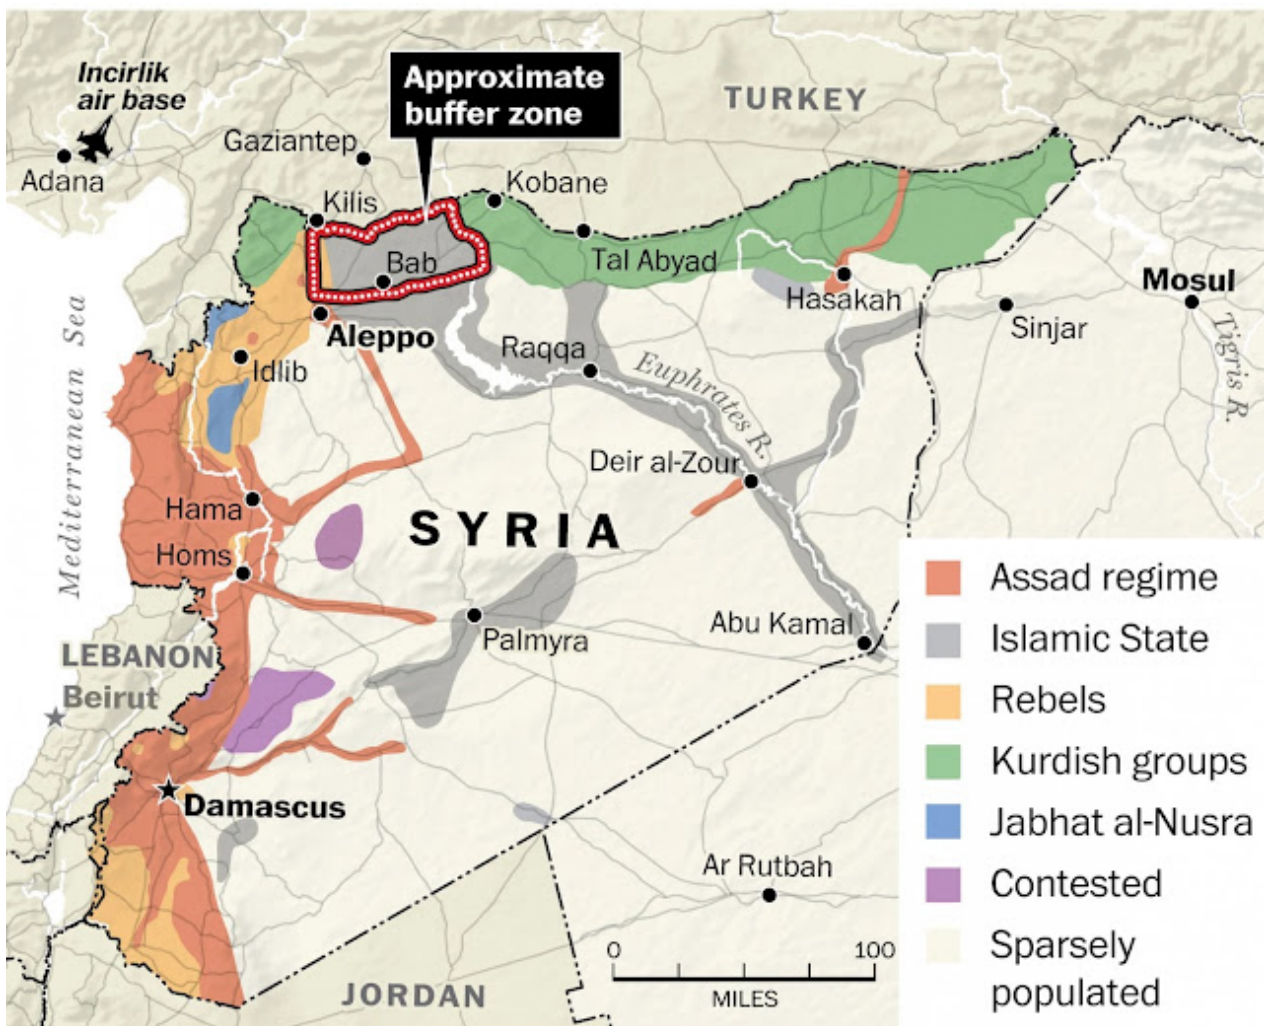 Incirlik
air base
Adana
Gaziantep
Approximate
buffer zone
TURKEY
Kilis
Kobane
Bab
Tal Abyad
Hasakah
Mosul
Sinjar
Tigris R.
Mediterranean Sea
Aleppo
Idlib
Raqqa
Euphrates R.
Deir al-Zour
Hama
SYRIA
Homs
Abu Kamal
Palmyra
LEBANON
Beirut
Damascus
Ar Rutbah
JORDAN
0 100
MILES
Assad regime
Islamic State
Rebels
Kurdish groups
Jabhat al-Nusra
Contested
Sparsely
populated